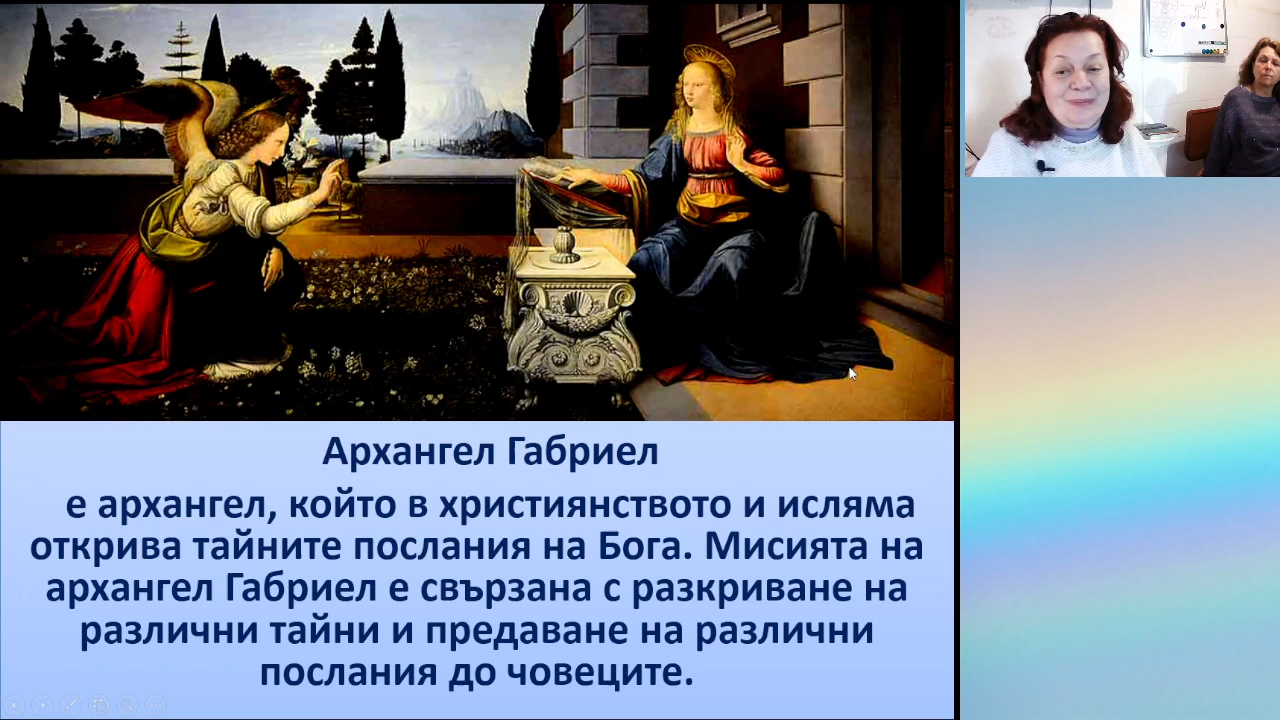 Архангел Габриел
е архангел, който в християнството и исляма
открива тайните послания на Бога. Мисията на
архангел Габриел е свързана с разкриване на
различни тайни и предаване на различни
послания до човеците.